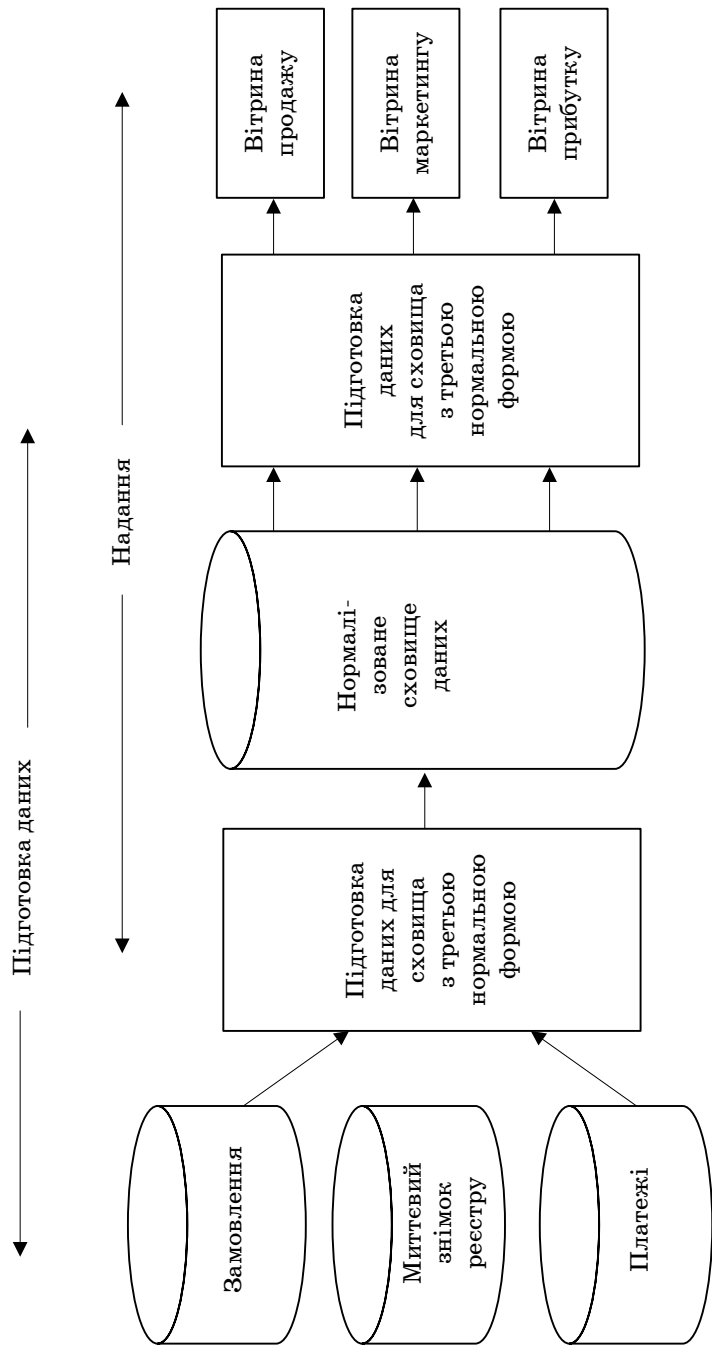 Підготовка даних
Надання
Замовлення
Миттєвий
знімок
реєстру
Платежі
Підготовка
даних для
сховища
з третьою
нормальною
формою
Нормалі-
зоване
сховище
даних
Підготовка
даних
для сховища
з третьою
нормальною
формою
Вітрина
продажу
Вітрина
маркетингу
Вітрина
прибутку